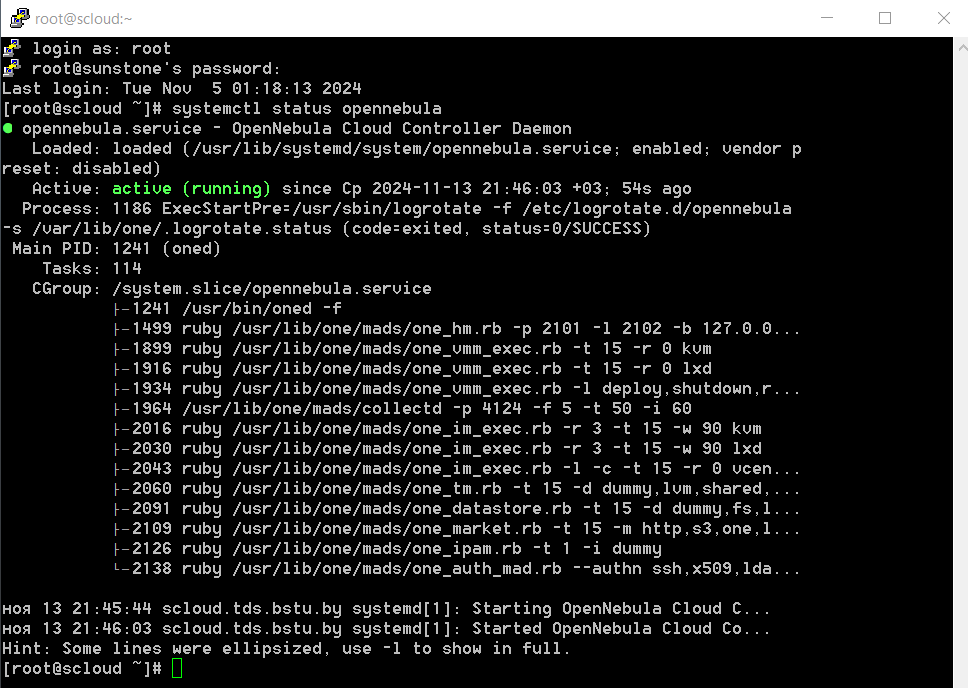 root@scloud:~
login as: root
root@sunstone's password:
Last login: Tue Nov  5 01:18:13 2024
[root@scloud ~]# systemctl status opennebula
● opennebula.service - OpenNebula Cloud Controller Daemon
   Loaded: loaded (/usr/lib/systemd/system/opennebula.service; enabled; vendor p
reset: disabled)
   Active: active (running) since Ср 2024-11-13 21:46:03 +03; 54s ago
  Process: 1186 ExecStartPre=/usr/sbin/logrotate -f /etc/logrotate.d/opennebula
-s /var/lib/one/.logrotate.status (code=exited, status=0/SUCCESS)
 Main PID: 1241 (oned)
    Tasks: 114
   CGroup: /system.slice/opennebula.service
           ├─1241 /usr/bin/oned -f
           ├─1499 ruby /usr/lib/one/mads/one_hm.rb -p 2101 -l 2102 -b 127.0.0...
           ├─1899 ruby /usr/lib/one/mads/one_vmm_exec.rb -t 15 -r 0 kvm
           ├─1916 ruby /usr/lib/one/mads/one_vmm_exec.rb -t 15 -r 0 lxd
           ├─1934 ruby /usr/lib/one/mads/one_vmm_exec.rb -l deploy,shutdown,r...
           ├─1964 /usr/lib/one/mads/collectd -p 4124 -f 5 -t 50 -i 60
           ├─2016 ruby /usr/lib/one/mads/one_im_exec.rb -r 3 -t 15 -w 90 kvm
           ├─2030 ruby /usr/lib/one/mads/one_im_exec.rb -r 3 -t 15 -w 90 lxd
           ├─2043 ruby /usr/lib/one/mads/one_im_exec.rb -l -c -t 15 -r 0 vcen...
           ├─2060 ruby /usr/lib/one/mads/one_tm.rb -t 15 -d dummy,lvm,shared,...
           ├─2091 ruby /usr/lib/one/mads/one_datastore.rb -t 15 -d dummy,fs,l...
           ├─2109 ruby /usr/lib/one/mads/one_market.rb -t 15 -m http,s3,one,l...
           ├─2126 ruby /usr/lib/one/mads/one_ipam.rb -t 1 -i dummy
           └─2138 ruby /usr/lib/one/mads/one_auth_mad.rb --authn ssh,x509,lda...
ноя 13 21:45:44 scloud.tds.bstu.by systemd[1]: Starting OpenNebula Cloud C...
ноя 13 21:46:03 scloud.tds.bstu.by systemd[1]: Started OpenNebula Cloud Co...
Hint: Some lines were ellipsized, use -l to show in full.
[root@scloud ~]#